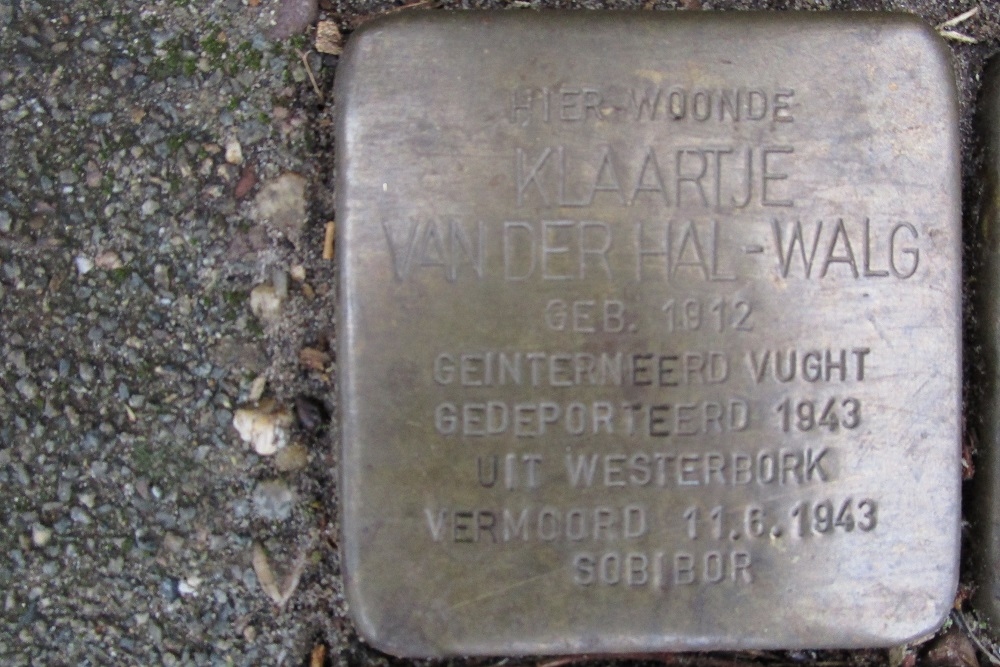 HIER WOONDE
KLAARTJE
VAN DER HAL-WALG
GEB. 1912
GEINTERNEERD VUGHT
GEDEPORTEERD 1943
UIT WESTERBORK
VERMOORD 11.6.1943
SOBIBOR